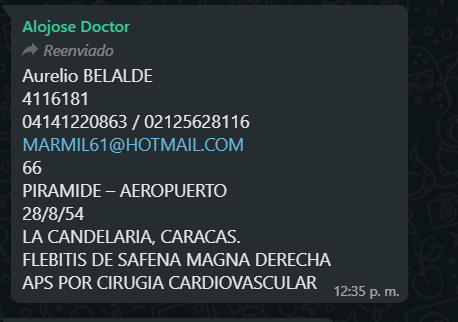 Alojose Doctor
Reenviado
Aurelio BELALDE
4116181
04141220863 / 02125628116
MARMIL61@HOTMAIL.COM
66
PIRAMIDE – AEROPUERTO
28/8/54
LA CANDELARIA, CARACAS.
FLEBITIS DE SAFENA MAGNA DERECHA
APS POR CIRUGIA CARDIOVASCULAR
12:35 p. m.